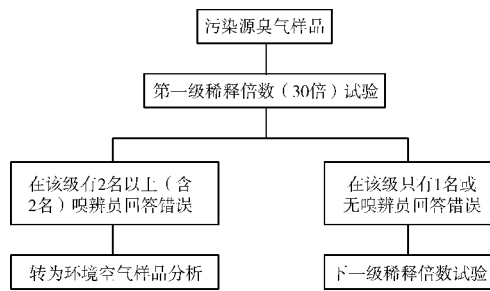 污染源臭气样品
第一级稀释倍数（30倍）试验
在该级有2名以上（含
2名）嗅辨员回答错误
在该级只有1名或
无嗅辨员回答错误
转为环境空气样品分析
下一级稀释倍数试验